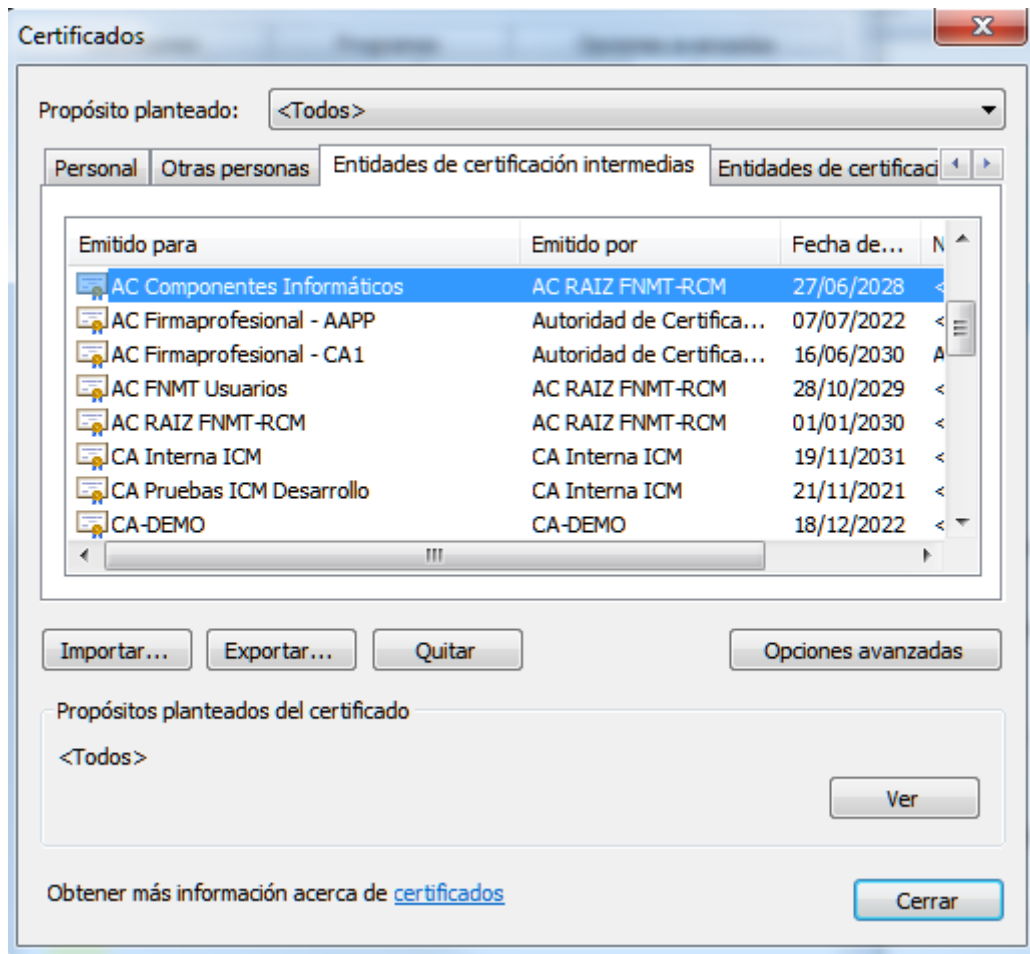 Certificados
Propósito planteado: <Todos>
Personal Otras personas Entidades de certificación intermedias Entidades de certificaci
Emitido para Emitido por Fecha de... N
AC Componentes Informáticos AC RAIZ FNMT-RCM 27/06/2028 <
AC Firmaprofesional - AAPP Autoridad de Certifica... 07/07/2022 <
AC Firmaprofesional - CA1 Autoridad de Certifica... 16/06/2030 A
AC FNMT Usuarios AC RAIZ FNMT-RCM 28/10/2029 <
AC RAIZ FNMT-RCM AC RAIZ FNMT-RCM 01/01/2030 <
CA Interna ICM CA Interna ICM 19/11/2031 <
CA Pruebas ICM Desarrollo CA Interna ICM 21/11/2021 <
CA-DEMO CA-DEMO 18/12/2022 <
Importar... Exportar... Quitar Opciones avanzadas
Propósitos planteados del certificado
<Todos>
Ver
Obtener más información acerca de certificados
Cerrar